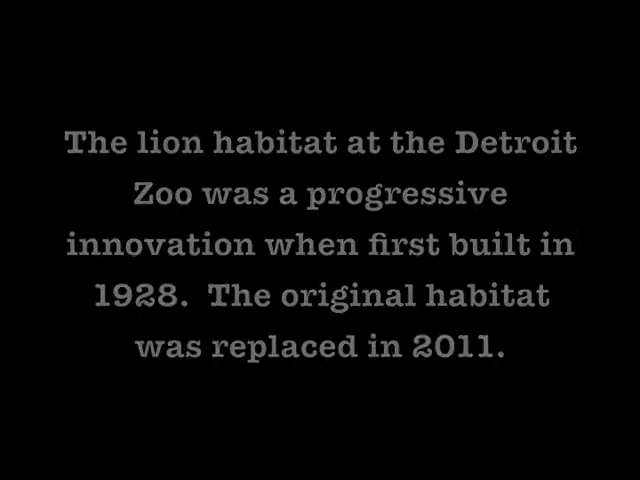 The lion habitat at the Detroit
Zoo was a progressive
innovation when first built in
1928.  The original habitat
was replaced in 2011.